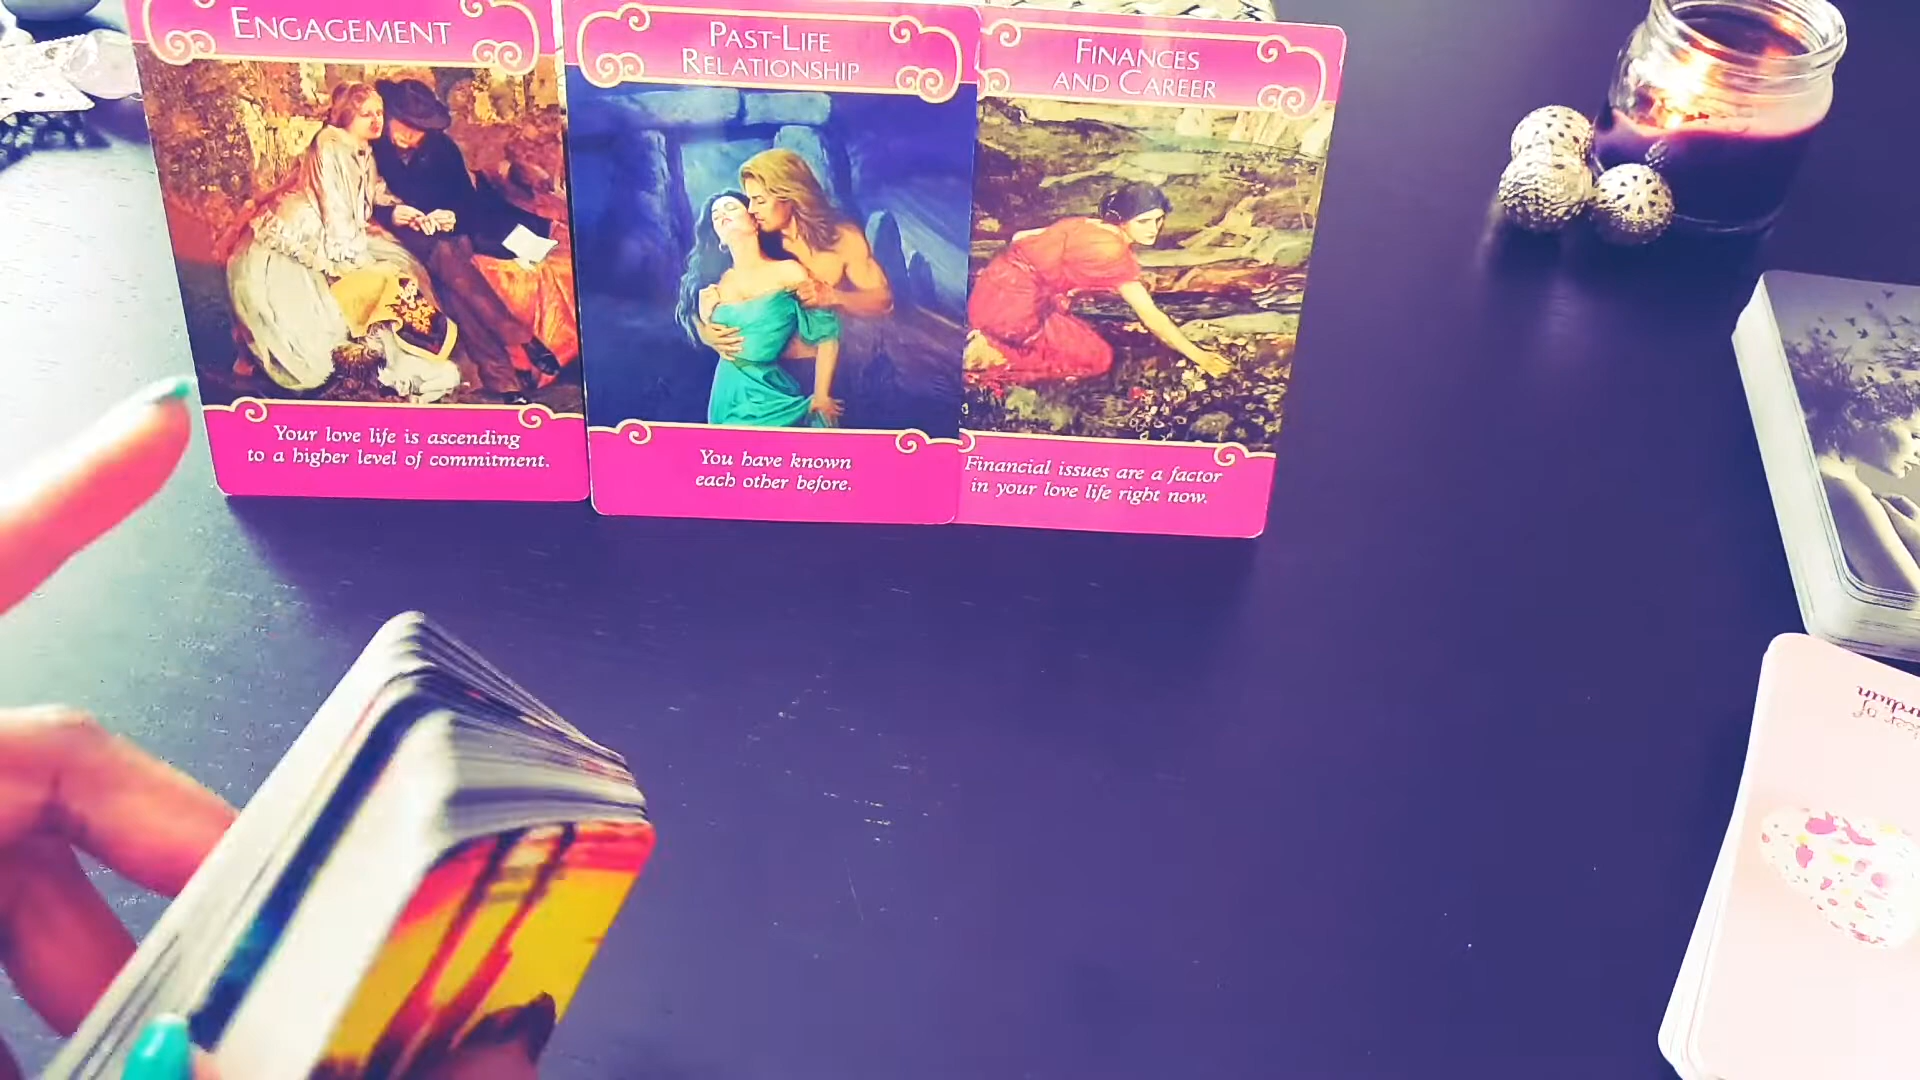 ENGAGEMENT
Your love life is ascending
to a higher level of commitment.
PAST-LIFE
RELATIONSHIP
You have known
each other before.
FINANCES
AND CAREER
Financial issues are a factor
in your love life right now.